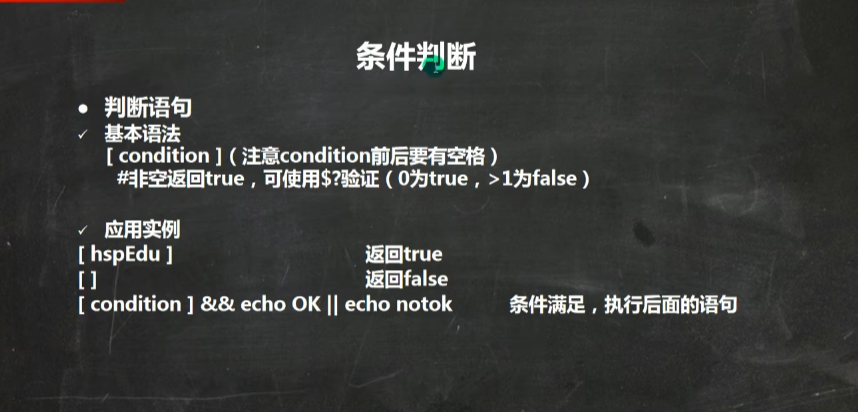 条件判断
● 判断语句
✓ 基本语法
[ condition ]（注意condition前后要有空格）
#非空返回true，可使用$?验证（0为true，>1为false）
✓ 应用实例
[ hspEdu ] 返回true
[ ] 返回false
[ condition ] && echo OK || echo notok 条件满足，执行后面的语句